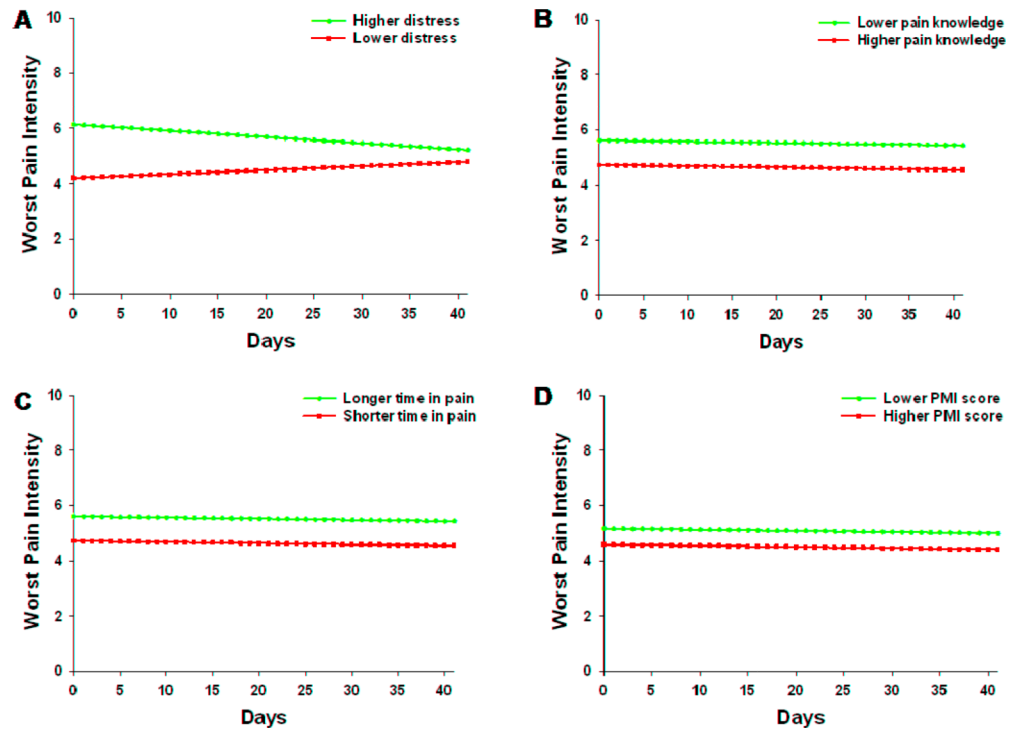 A
Higher distress
Lower distress
Worst Pain Intensity
10
8
6
4
2
0
0 5 10 15 20 25 30 35 40
Days
B
Lower pain knowledge
Higher pain knowledge
Worst Pain Intensity
10
8
6
4
2
0
0 5 10 15 20 25 30 35 40
Days
C
Longer time in pain
Shorter time in pain
Worst Pain Intensity
10
8
6
4
2
0
0 5 10 15 20 25 30 35 40
Days
D
Lower PMI score
Higher PMI score
Worst Pain Intensity
10
8
6
4
2
0
0 5 10 15 20 25 30 35 40
Days